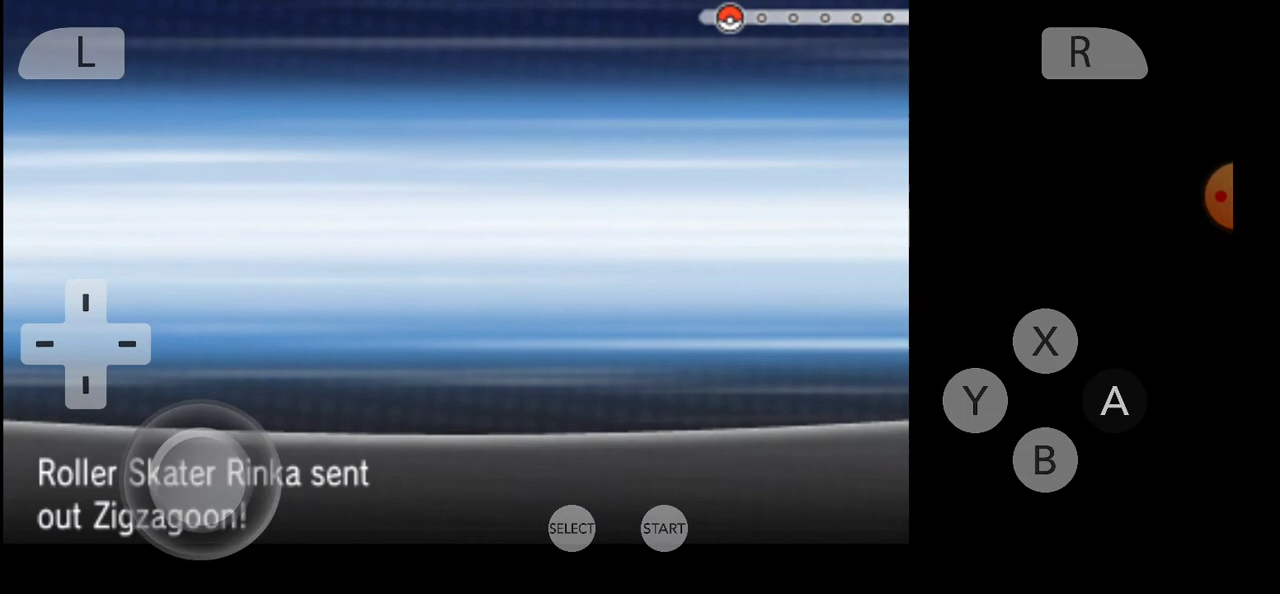 L
R
X
Y
A
B
Roller Skater Rinka sent
out Zigzagoon!
SELECT
START